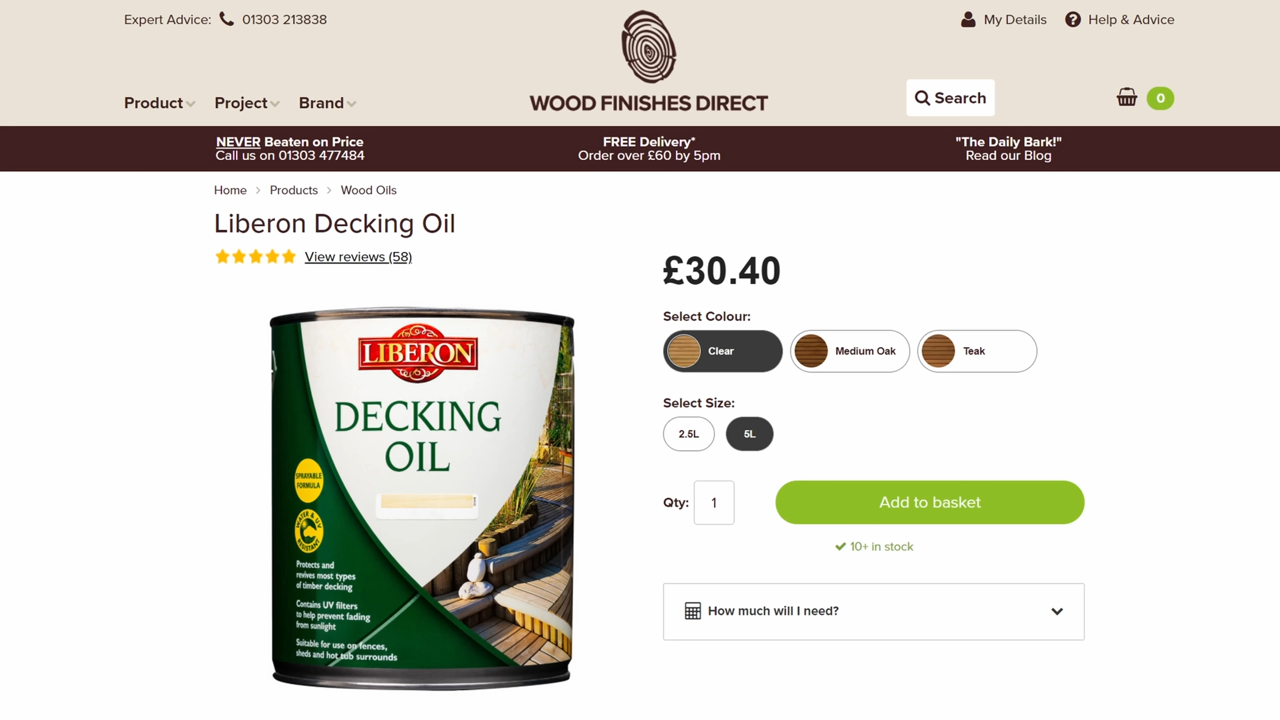 Expert Advice: 01303 213838
My Details
Help & Advice
WOOD FINISHES DIRECT
Product
Project
Brand
Search
0
NEVER Beaten on Price
Call us on 01303 477484
FREE Delivery*
Order over £60 by 5pm
"The Daily Bark!"
Read our Blog
Home
Products
Wood Oils
Liberon Decking Oil
View reviews (58)
£30.40
Select Colour:
Clear
Medium Oak
Teak
Select Size:
2.5L
5L
Qty:
1
Add to basket
10+ in stock
How much will I need?
LIBERON
DECKING
OIL
SPRAYABLE
FORMULA
WATER & UV
RESISTANT
Protects and
revives most types
of timber decking
Contains UV filters
to help prevent fading
from sunlight
Suitable for use on fences,
sheds and hot tub surrounds